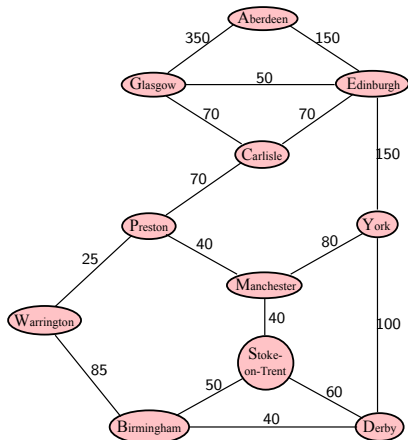 Aberdeen
350
150
Glasgow
50
Edinburgh
70
70
Carlisle
70
150
Preston
York
25
40
80
Manchester
Warrington
40
100
Stoke-
on-Trent
85
50
60
Birmingham
40
Derby